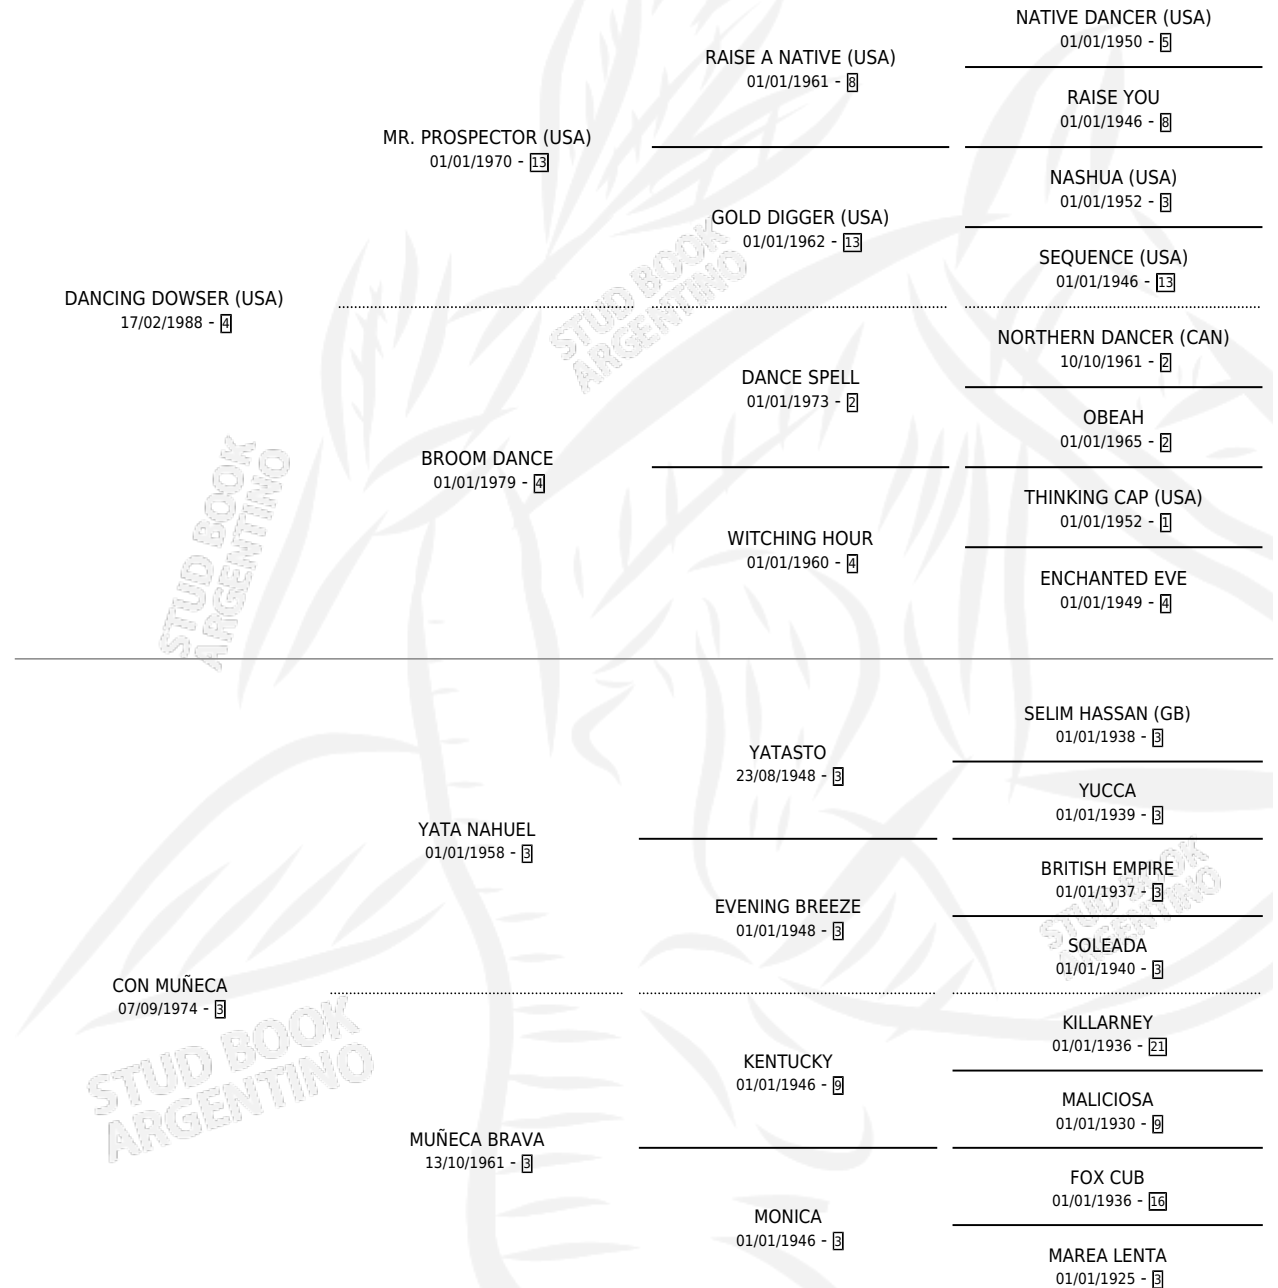 NATIVE DANCER (USA)
01/01/1950 - 5
RAISE A NATIVE (USA)
01/01/1961 - 8
RAISE YOU
01/01/1946 - 8
MR. PROSPECTOR (USA)
01/01/1970 - 13
NASHUA (USA)
01/01/1952 - 3
GOLD DIGGER (USA)
01/01/1962 - 13
SEQUENCE (USA)
01/01/1946 - 13
DANCING DOWSER (USA)
17/02/1988 - 4
STUD BOOK
ARGENTINO
NORTHERN DANCER (CAN)
10/10/1961 - 2
DANCE SPELL
01/01/1973 - 2
OBEAH
01/01/1965 - 2
BROOM DANCE
01/01/1979 - 4
THINKING CAP (USA)
01/01/1952 - 1
WITCHING HOUR
01/01/1960 - 4
ENCHANTED EVE
01/01/1949 - 4
STUD BOOK
ARGENTINO
SELIM HASSAN (GB)
01/01/1938 - 3
YATASTO
23/08/1948 - 3
YUCCA
01/01/1939 - 3
YATA NAHUEL
01/01/1958 - 3
BRITISH EMPIRE
01/01/1937 - 3
EVENING BREEZE
01/01/1948 - 3
SOLEADA
01/01/1940 - 3
STUD BOOK
ARGENTINO
CON MUÑECA
07/09/1974 - 3
KILLARNEY
01/01/1936 - 21
KENTUCKY
01/01/1946 - 9
MALICIOSA
01/01/1930 - 9
STUD BOOK
ARGENTINO
MUÑECA BRAVA
13/10/1961 - 3
FOX CUB
01/01/1936 - 16
MONICA
01/01/1946 - 3
MAREA LENTA
01/01/1925 - 3